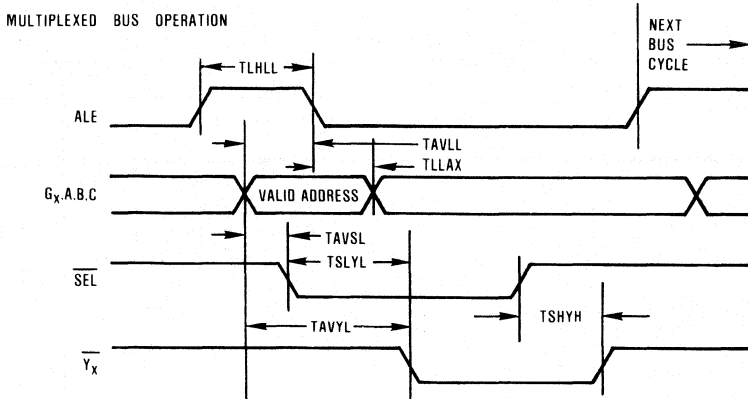 MULTIPLEXED BUS OPERATION
NEXT
BUS
CYCLE
TLHLL
ALE
TAVLL
TLLAX
GX.A.B.C
VALID ADDRESS
TAVSL
TSLYL
SEL
TSHYH
TAVYL
YX